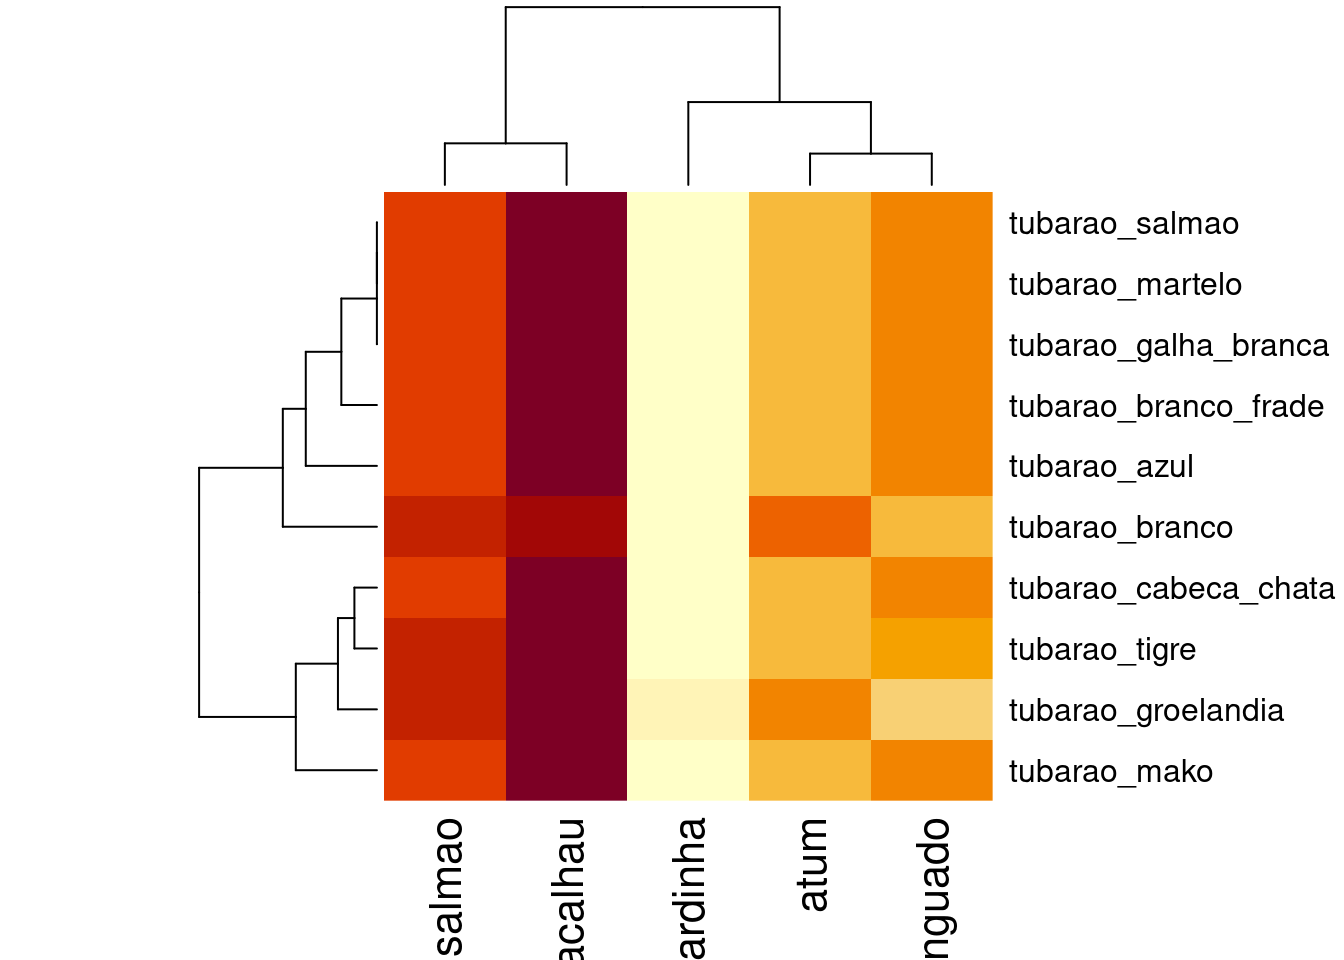 tubarao_salmao
tubarao_martelo
tubarao_galha_branca
tubarao_branco_frade
tubarao_azul
tubarao_branco
tubarao_cabeca_chata
tubarao_tigre
tubarao_groelandia
tubarao_mako
salmao
acalhau
ardinha
atum
nguado